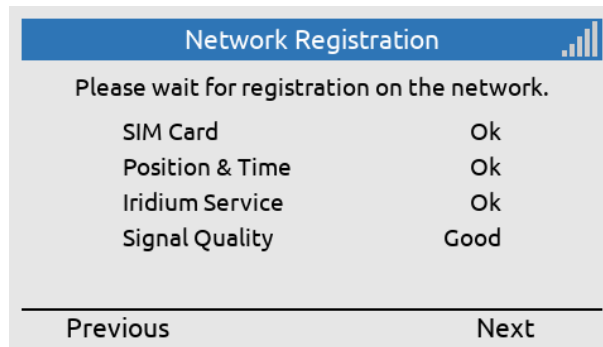 Network Registration
Please wait for registration on the network.
SIM Card Ok
Position & Time Ok
Iridium Service Ok
Signal Quality Good
Previous Next